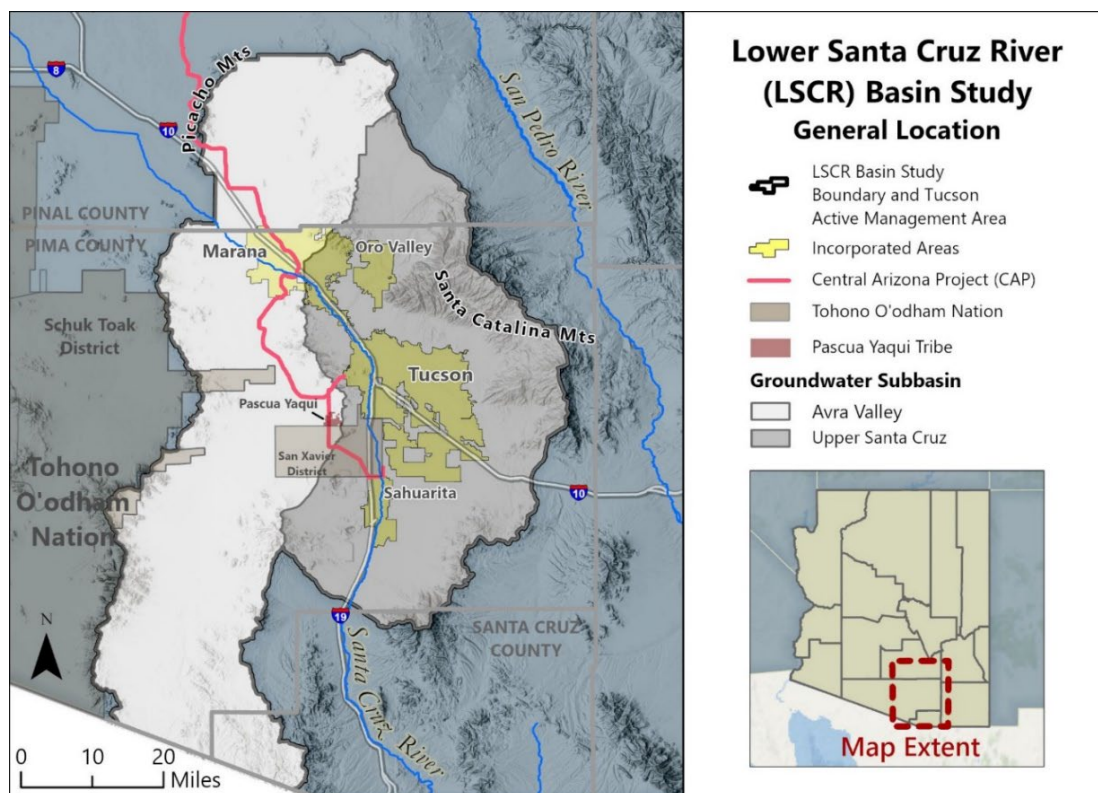 8
10
Picacho Mts
San Pedro River
PINAL COUNTY
PIMA COUNTY
Marana
Oro Valley
Santa Catalina Mts
Schuk Toak
District
Tucson
Pascua Yaqui
San Xavier
District
Tohono
O'odham
Nation
Sahuarita
10
19
SANTA CRUZ
COUNTY
Santa Cruz River
N
0 10 20
Miles
Lower Santa Cruz River
(LSCR) Basin Study
General Location
LSCR Basin Study
Boundary and Tucson
Active Management Area
Incorporated Areas
Central Arizona Project (CAP)
Tohono O'odham Nation
Pascua Yaqui Tribe
Groundwater Subbasin
Avra Valley
Upper Santa Cruz
Map Extent